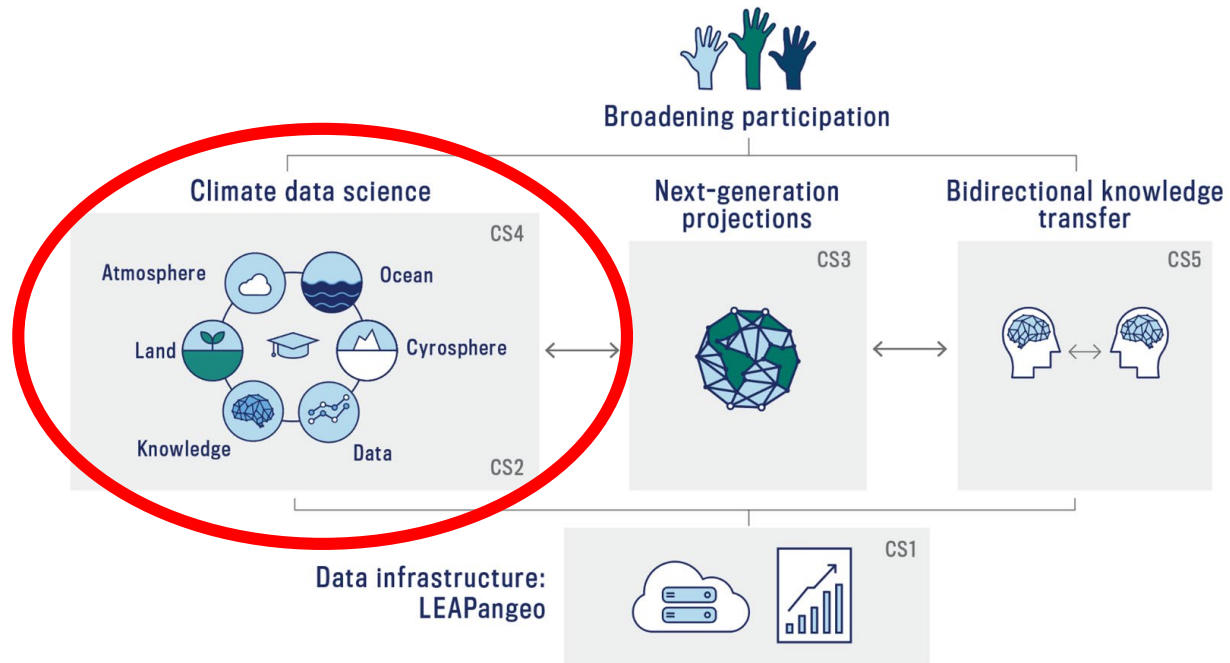 Broadening participation
Climate data science
CS4
Atmosphere
Ocean
Land
Cyrosphere
Knowledge
Data
CS2
Next-generation
projections
CS3
Bidirectional knowledge
transfer
CS5
Data infrastructure:
LEAPangeo
CS1